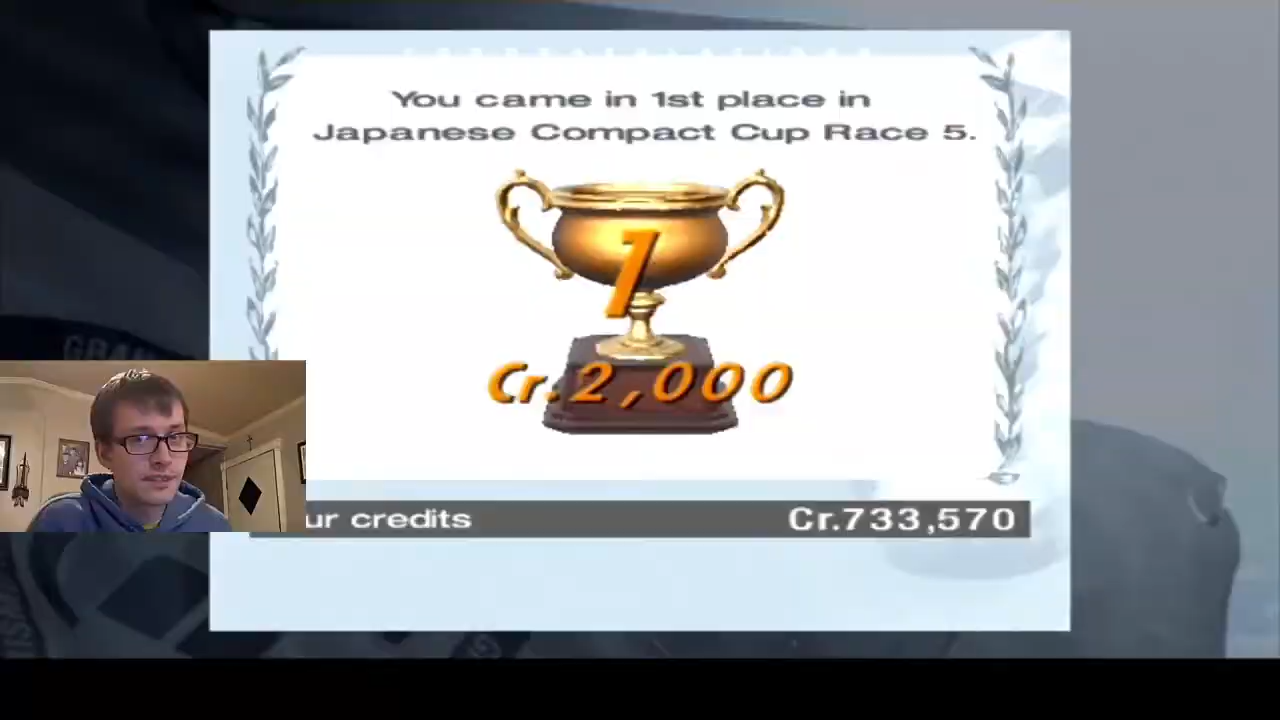 You came in 1st place in
Japanese Compact Cup Race 5.
1
Cr.2,000
ur credits
Cr.733,570
GRAN